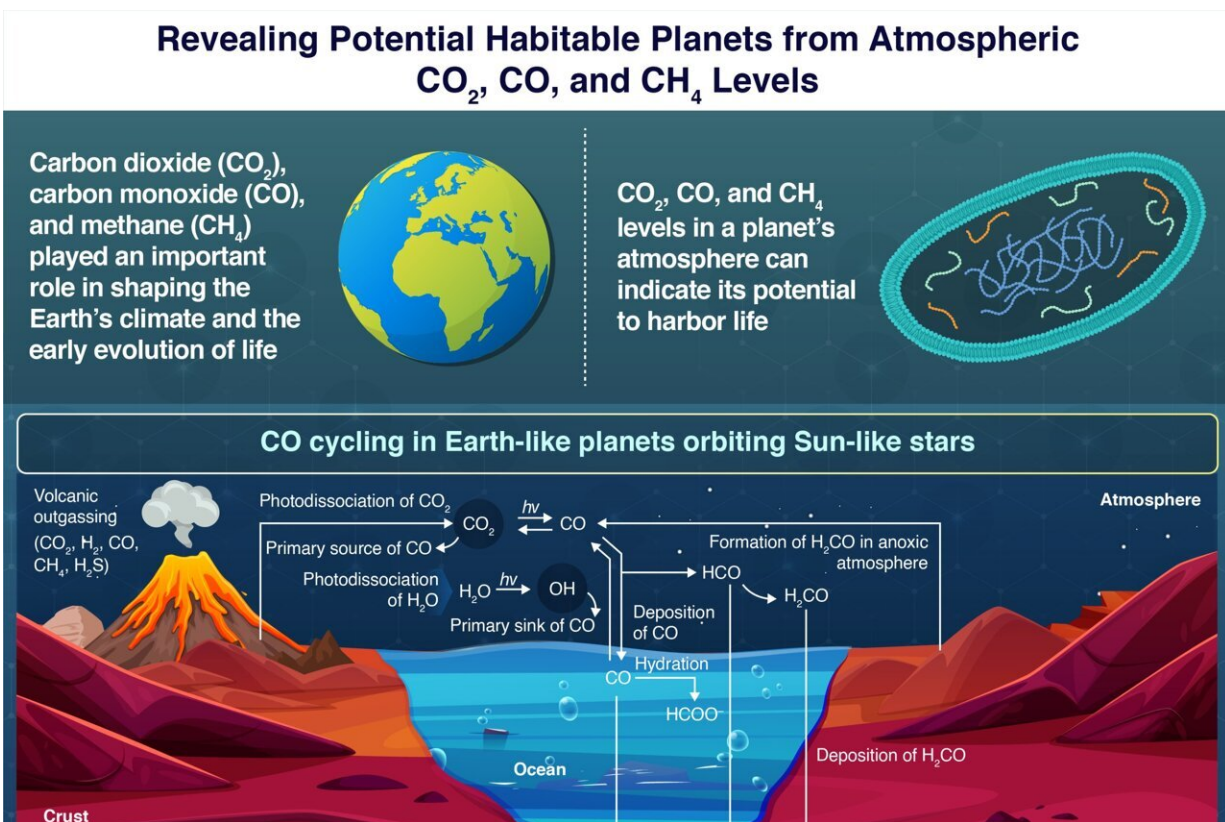 Revealing Potential Habitable Planets from Atmospheric
CO₂, CO, and CH₄ Levels
Carbon dioxide (CO₂),
carbon monoxide (CO),
and methane (CH₄)
played an important
role in shaping the
Earth's climate and the
early evolution of life
CO₂, CO, and CH₄
levels in a planet's
atmosphere can
indicate its potential
to harbor life
CO cycling in Earth-like planets orbiting Sun-like stars
Volcanic
outgassing
(CO₂, H₂, CO,
CH₄, H₂S)
Photodissociation of CO₂
CO₂
hν
CO
Atmosphere
Primary source of CO
Formation of H₂CO in anoxic
atmosphere
Photodissociation
of H₂O
H₂O
hν
OH
HCO
H₂CO
Primary sink of CO
Deposition
of CO
Hydration
CO
HCOO⁻
Deposition of H₂CO
Ocean
Crust